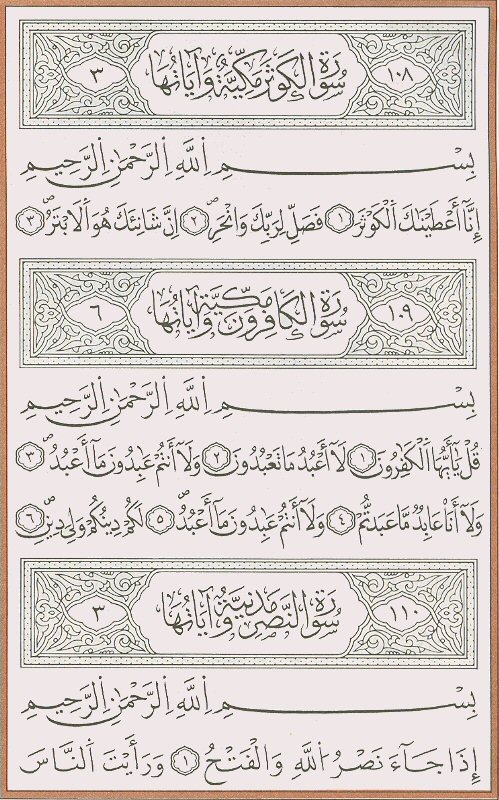 ١٠٨ سُورَةُ الكَوثَرِ مَكِيَّةٌ وَآيَاتُهَا ٣
بِسْمِ ٱللَّهِ ٱلرَّحْمَٰنِ ٱلرَّحِيمِ
إِنَّآ أَعْطَيْنَٰكَ ٱلْكَوْثَرَ ١ فَصَلِّ لِرَبِّكَ وَٱنْحَرْ ٢ إِنَّ شَانِئَكَ هُوَ ٱلْأَبْتَرُ ٣
١٠٩ سُورَةُ الكَافِرُونَ مَكِيَّةٌ وَآيَاتُهَا ٦
بِسْمِ ٱللَّهِ ٱلرَّحْمَٰنِ ٱلرَّحِيمِ
قُلْ يَٰٓأَيُّهَا ٱلْكَٰفِرُونَ ١ لَآ أَعْبُدُ مَا تَعْبُدُونَ ٢ وَلَآ أَنتُمْ عَٰبِدُونَ مَآ أَعْبُدُ ٣
وَلَآ أَنَا۠ عَابِدٌ مَّا عَبَدتُّمْ ٤ وَلَآ أَنتُمْ عَٰبِدُونَ مَآ أَعْبُدُ ٥ لَكُمْ دِينُكُمْ وَلِيَ دِينِ ٦
١١٠ سُورَةُ النَّصْرِ مَدَنِيَّةٌ وَآيَاتُهَا ٣
بِسْمِ ٱللَّهِ ٱلرَّحْمَٰنِ ٱلرَّحِيمِ
إِذَا جَآءَ نَصْرُ ٱللَّهِ وَٱلْفَتْحُ ١ وَرَأَيْتَ ٱلنَّاسَ